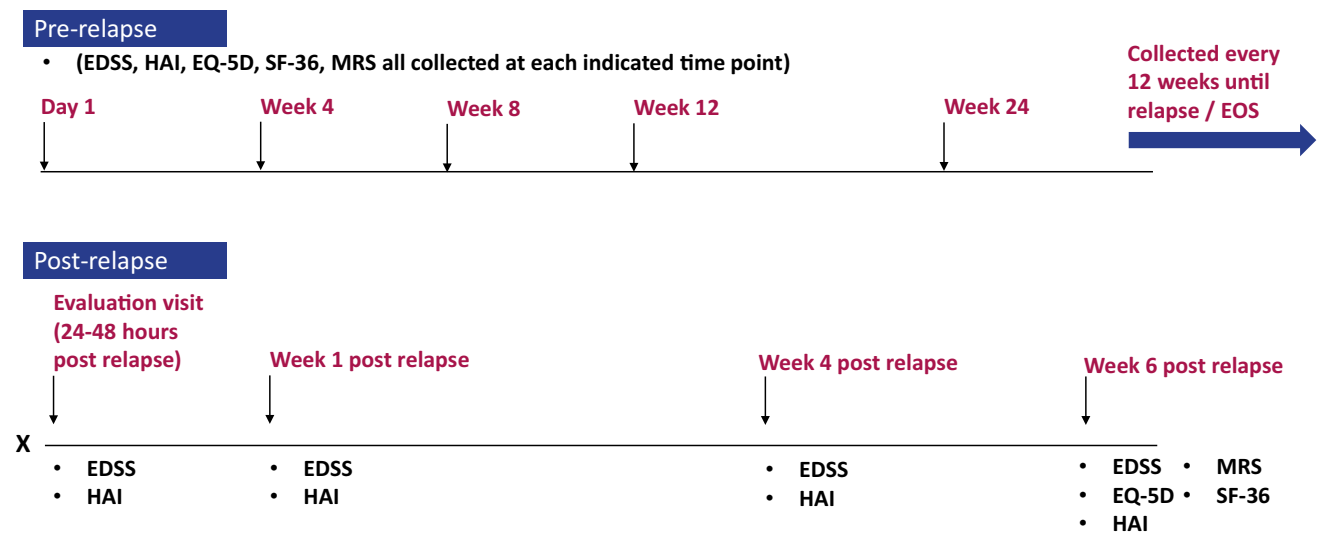 Pre-relapse
• (EDSS, HAI, EQ-5D, SF-36, MRS all collected at each indicated time point)
Collected every
12 weeks until
relapse / EOS
Day 1
Week 4
Week 8
Week 12
Week 24
Post-relapse
Evaluation visit
(24-48 hours
post relapse)
Week 1 post relapse
Week 4 post relapse
Week 6 post relapse
X
• EDSS
• HAI
• EDSS
• HAI
• EDSS
• HAI
• EDSS • MRS
• EQ-5D • SF-36
• HAI